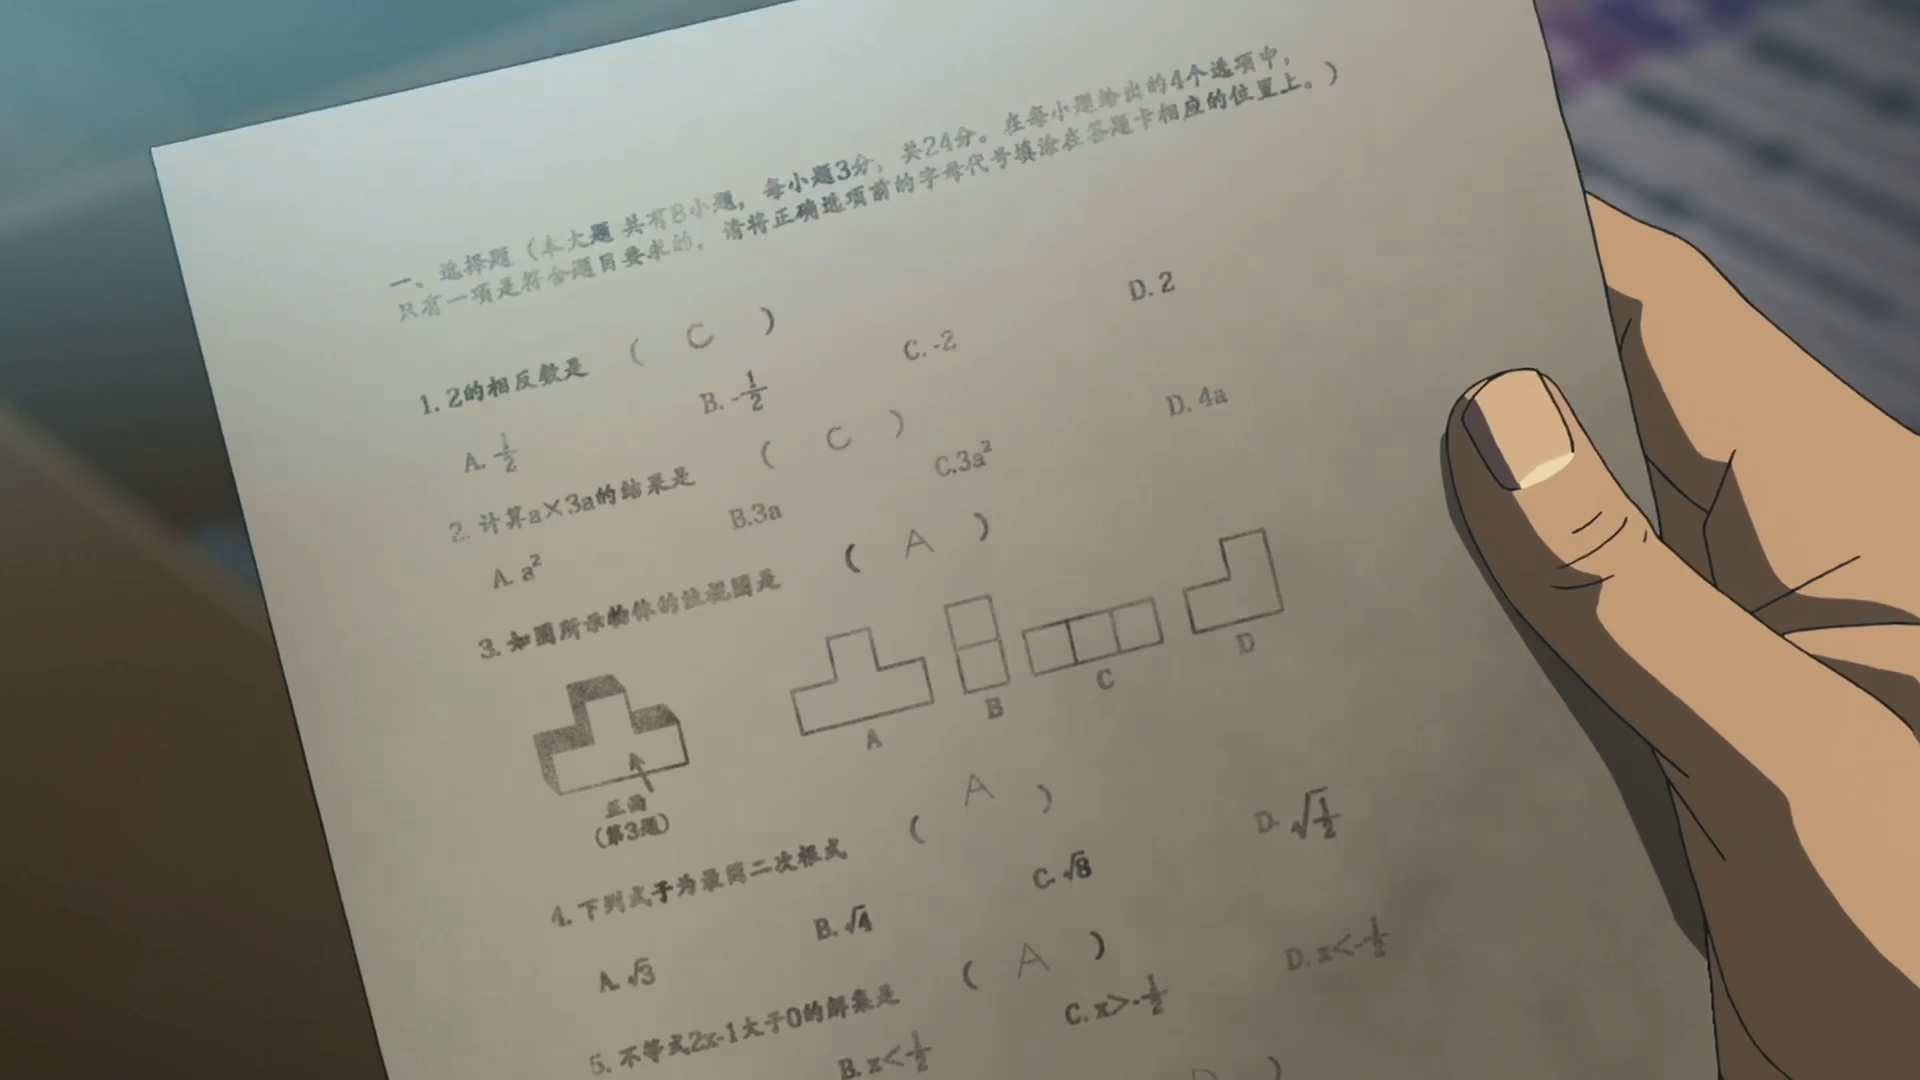 一、选择题（本大题 共有8小题，每小题3分，共24分。在每小题给出的4个选项中，
只有一项是符合题目要求的，请将正确选项前的字母代号填涂在答题卡相应的位置上。）
1. 2的相反数是 （ C ）
A. 1/2 B. -1/2 C. -2 D. 2
2. 计算a×3a的结果是 （ C ）
A. a² B.3a C.3a² D. 4a
3. 如图所示物体的主视图是 （ A ）
A B C D
正面
（第3题）
4. 下列式子为最简二次根式 （ A ）
A. √3 B. √4 C. √8 D. √1/2
5. 不等式2x-1大于0的解集是 （ A ）
B. x<1/2 C. x>-1/2 D. x<-1/2